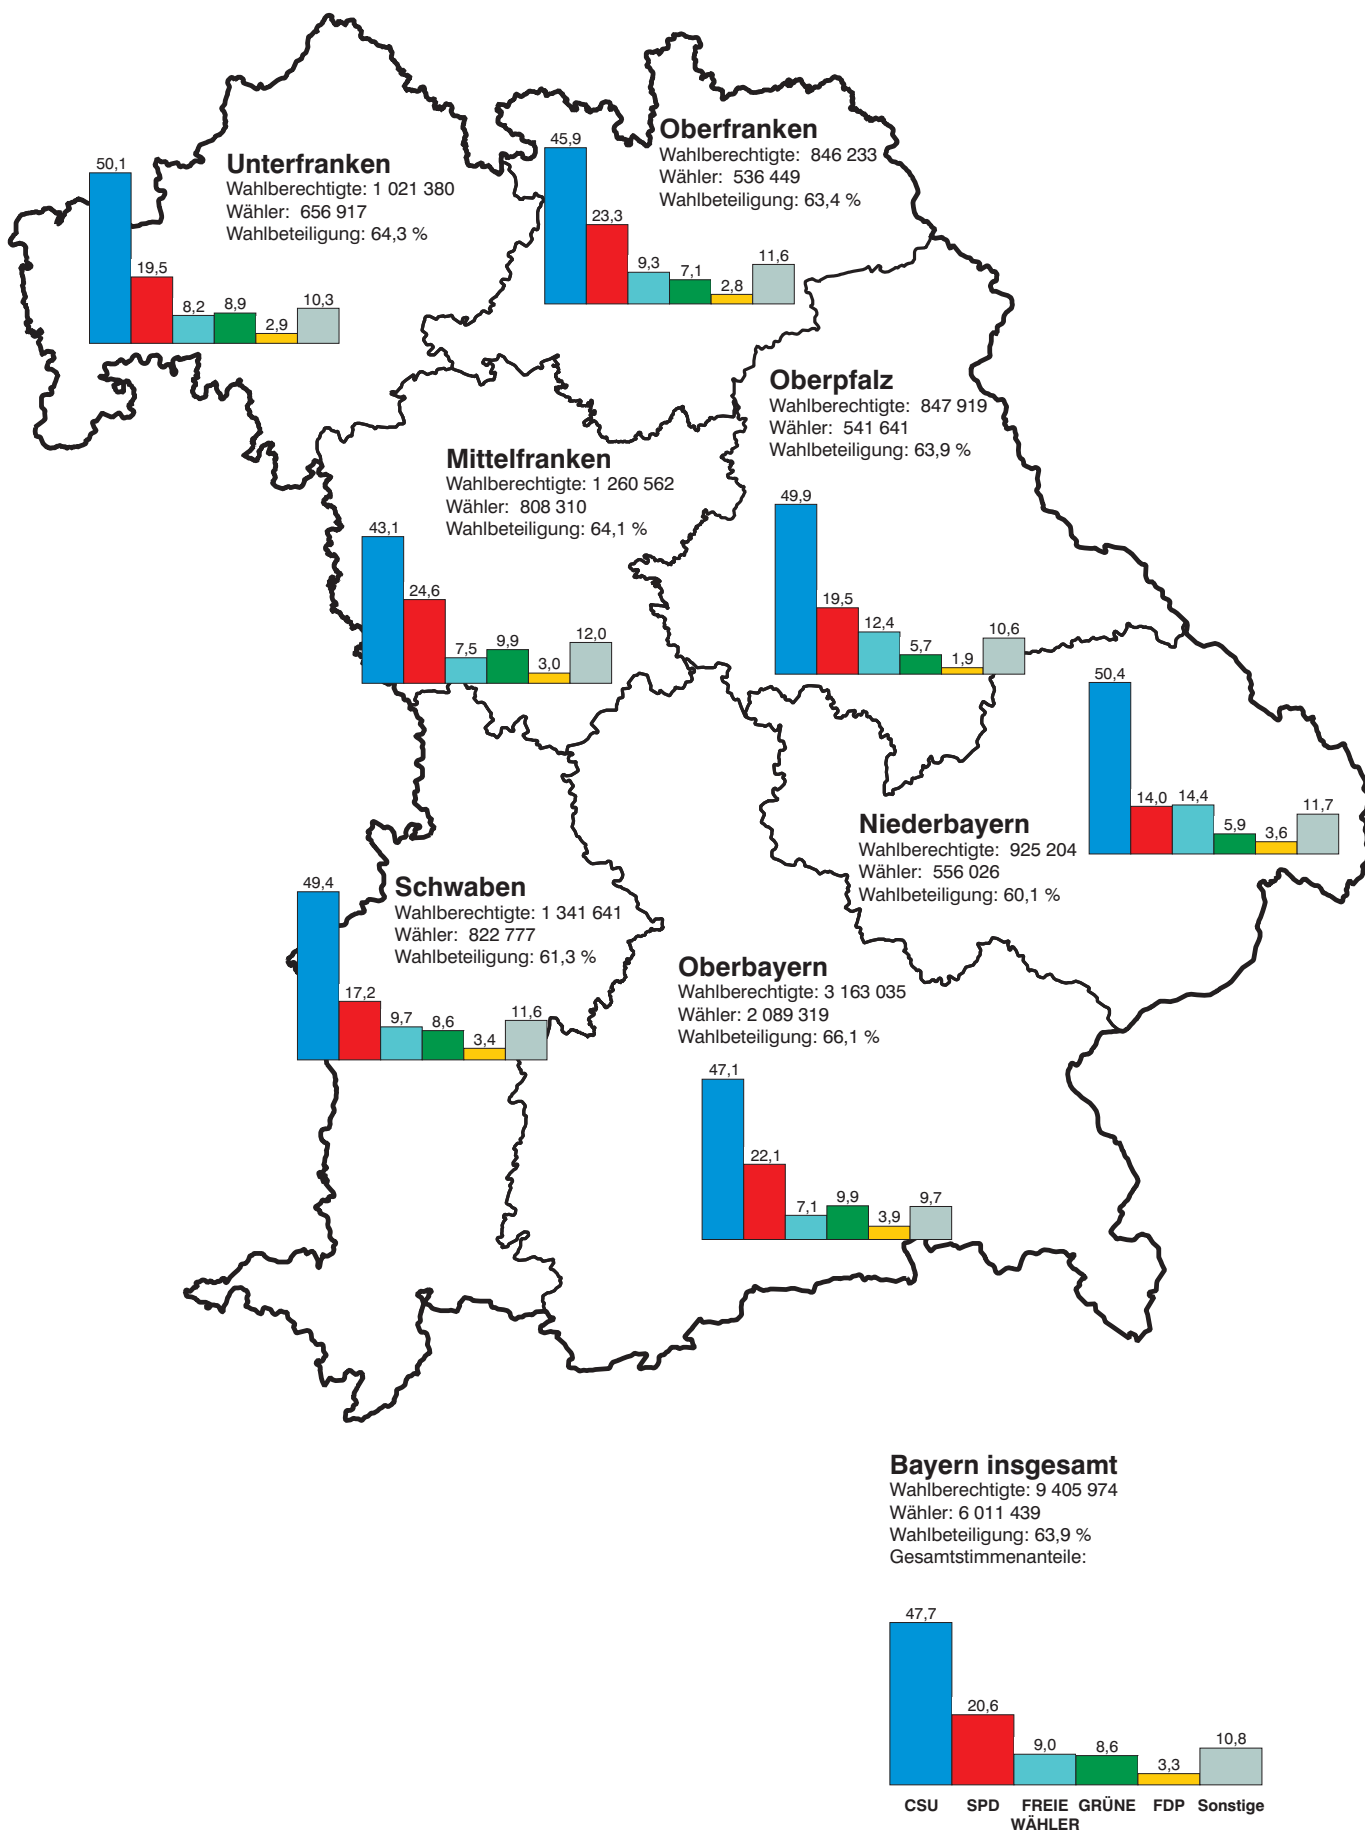 Oberfranken
Wahlberechtigte: 846 233
Wähler: 536 449
Wahlbeteiligung: 63,4 %
45,9
23,3
9,3
7,1
2,8
11,6
Unterfranken
Wahlberechtigte: 1 021 380
Wähler: 656 917
Wahlbeteiligung: 64,3 %
50,1
19,5
8,2
8,9
2,9
10,3
Oberpfalz
Wahlberechtigte: 847 919
Wähler: 541 641
Wahlbeteiligung: 63,9 %
49,9
19,5
12,4
5,7
1,9
10,6
Mittelfranken
Wahlberechtigte: 1 260 562
Wähler: 808 310
Wahlbeteiligung: 64,1 %
43,1
24,6
7,5
9,9
3,0
12,0
Niederbayern
Wahlberechtigte: 925 204
Wähler: 556 026
Wahlbeteiligung: 60,1 %
50,4
14,0
14,4
5,9
3,6
11,7
Schwaben
Wahlberechtigte: 1 341 641
Wähler: 822 777
Wahlbeteiligung: 61,3 %
49,4
17,2
9,7
8,6
3,4
11,6
Oberbayern
Wahlberechtigte: 3 163 035
Wähler: 2 089 319
Wahlbeteiligung: 66,1 %
47,1
22,1
7,1
9,9
3,9
9,7
Bayern insgesamt
Wahlberechtigte: 9 405 974
Wähler: 6 011 439
Wahlbeteiligung: 63,9 %
Gesamtstimmenanteile:
47,7
20,6
9,0
8,6
3,3
10,8
CSU SPD FREIE GRÜNE FDP Sonstige
WÄHLER